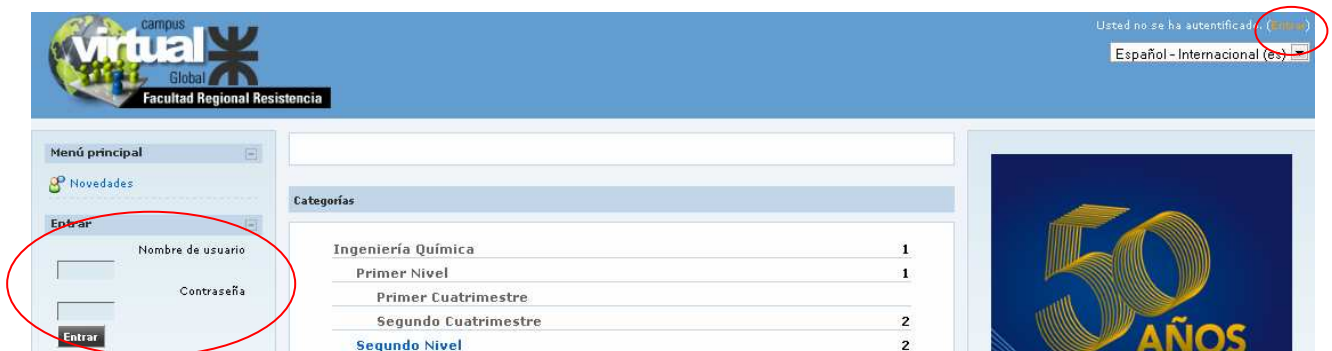 campus
virtual
Global
Facultad Regional Resistencia
Usted no se ha autentificado. (Entrar)
Español - Internacional (es)
Menú principal
Novedades
Entrar
Nombre de usuario
Contraseña
Entrar
Categorías
Ingeniería Química 1
Primer Nivel 1
Primer Cuatrimestre
Segundo Cuatrimestre 2
Segundo Nivel 2
50
AÑOS